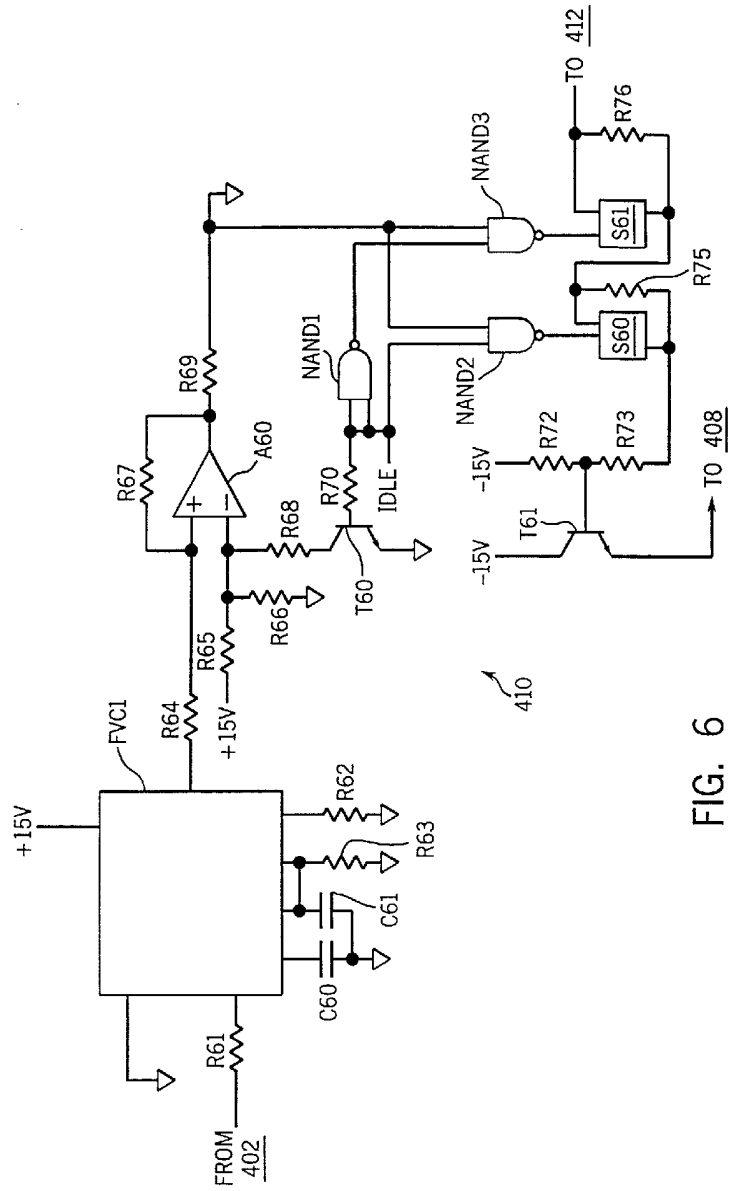 FROM
402
R61
+15V
FVC1
C60
C61
R63
R62
R64
+15V
R65
R66
R67
A60
+
−
R68
T60
R69
R70
IDLE
NAND1
NAND2
NAND3
−15V
−15V
T61
R72
R73
TO 408
S60
R75
S61
R76
TO 412
410
FIG. 6